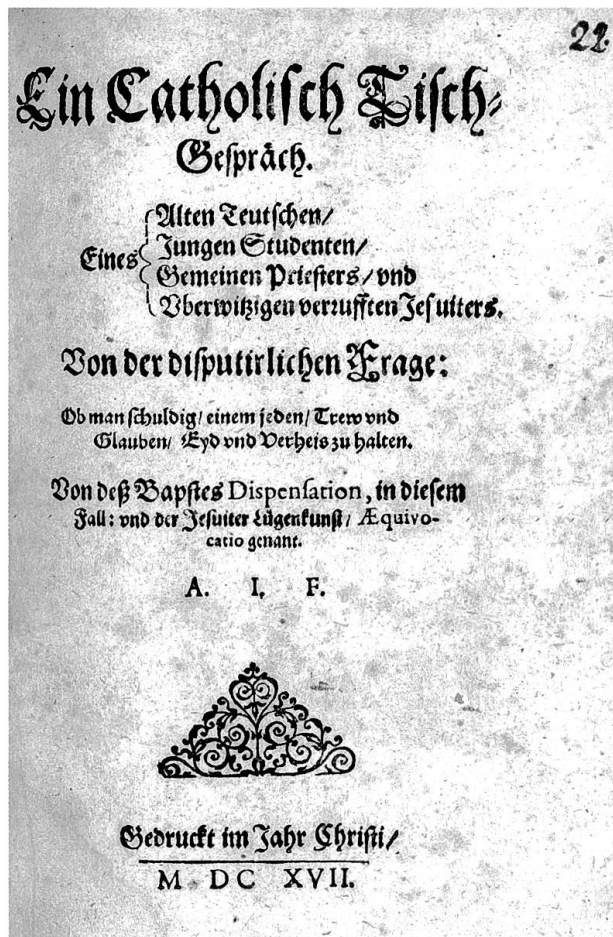 22.
Ein Catholisch Tisch-
Gespräch.
Alten Teutschen/
Jungen Studenten/
Eines
Gemeinen Priesters/ vnd
Vberwitzigen verrufften Jesuiters.
Von der disputirlichen Frage:
Ob man schuldig/ einem jeden/ Trew vnd
Glauben/ Eyd vnd Verheis zu halten.
Von deß Bapstes Dispensation, in diesem
Fall: vnd der Jesuiter Lügenkunst/ Æquivo-
catio genant.
A. I. F.
Gedruckt im Jahr Christi/
M DC XVII.